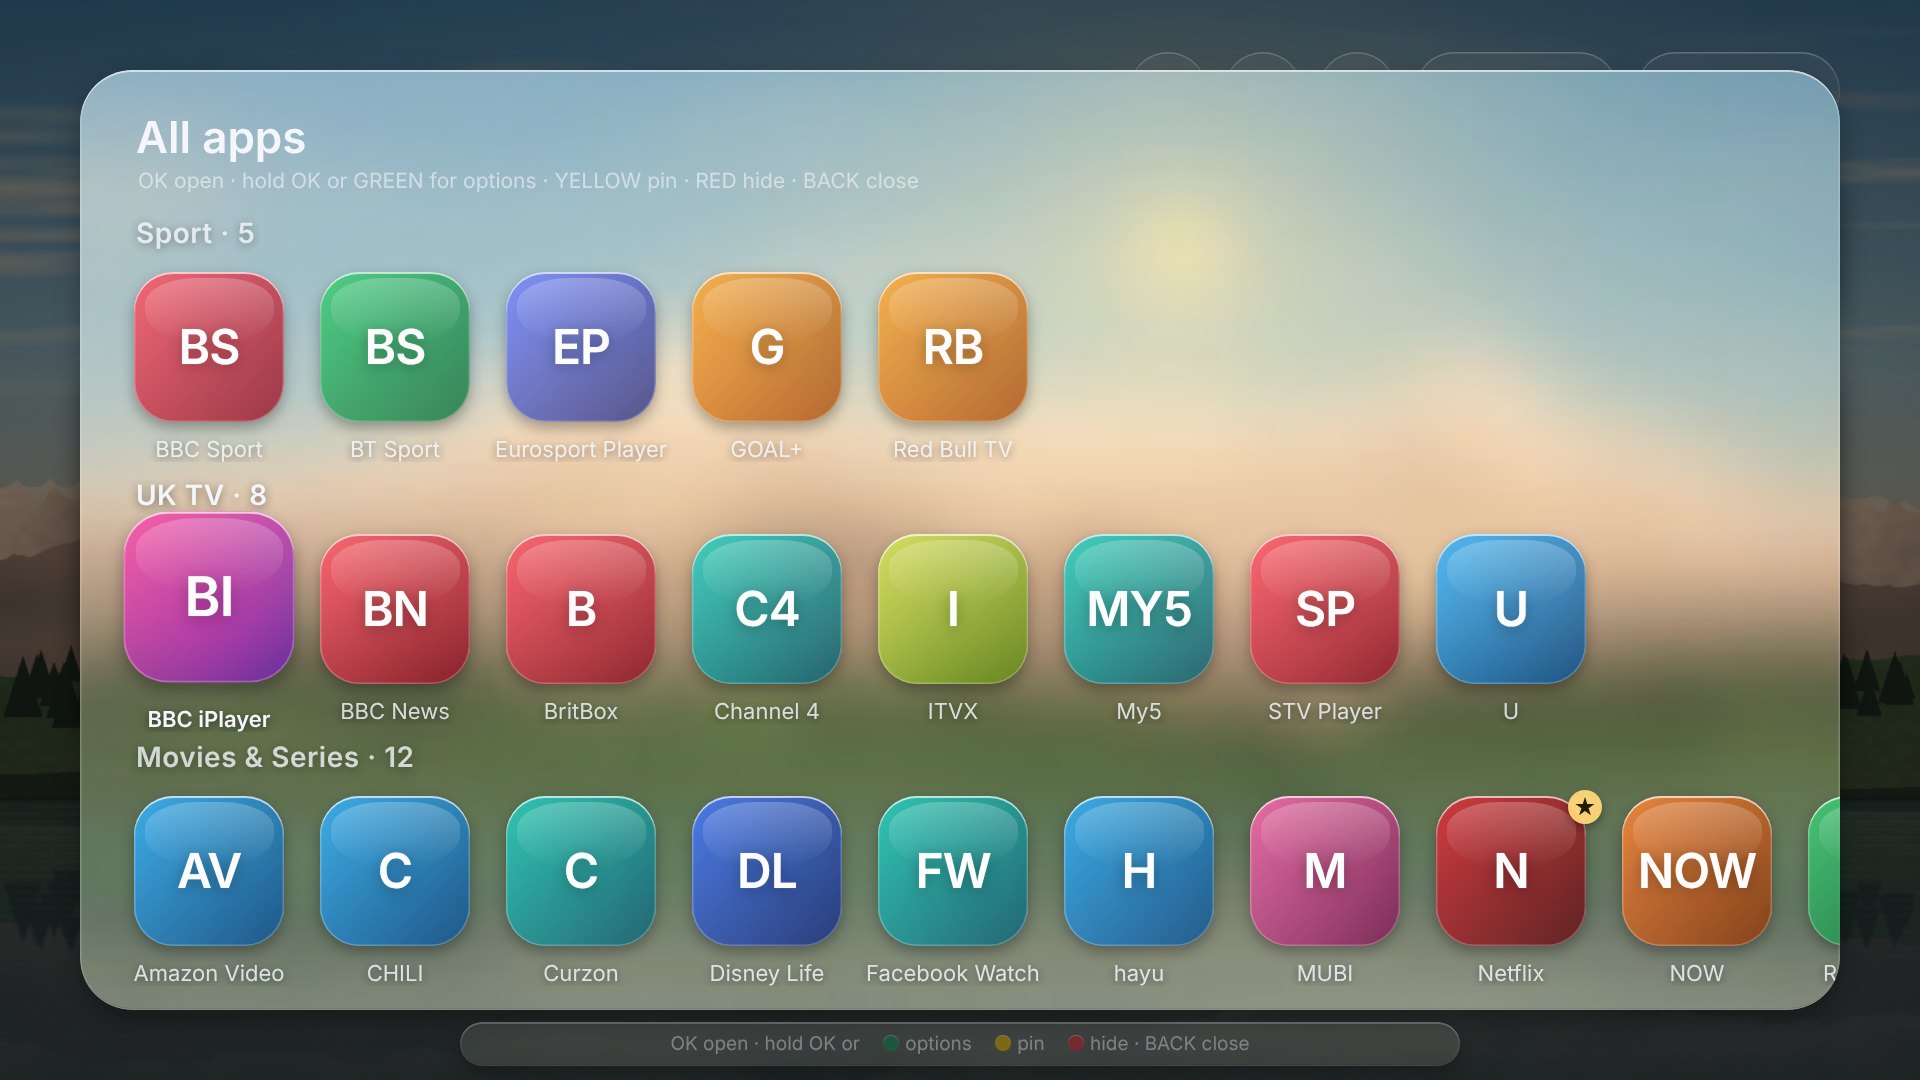 All apps
OK open · hold OK or GREEN for options · YELLOW pin · RED hide · BACK close
Sport · 5
BS BS EP G RB
BBC Sport BT Sport Eurosport Player GOAL+ Red Bull TV
UK TV · 8
BI BN B C4 I MY5 SP U
BBC iPlayer BBC News BritBox Channel 4 ITVX My5 STV Player U
Movies & Series · 12
AV C C DL FW H M N NOW
Amazon Video CHILI Curzon Disney Life Facebook Watch hayu MUBI Netflix NOW R
OK open · hold OK or options pin hide · BACK close